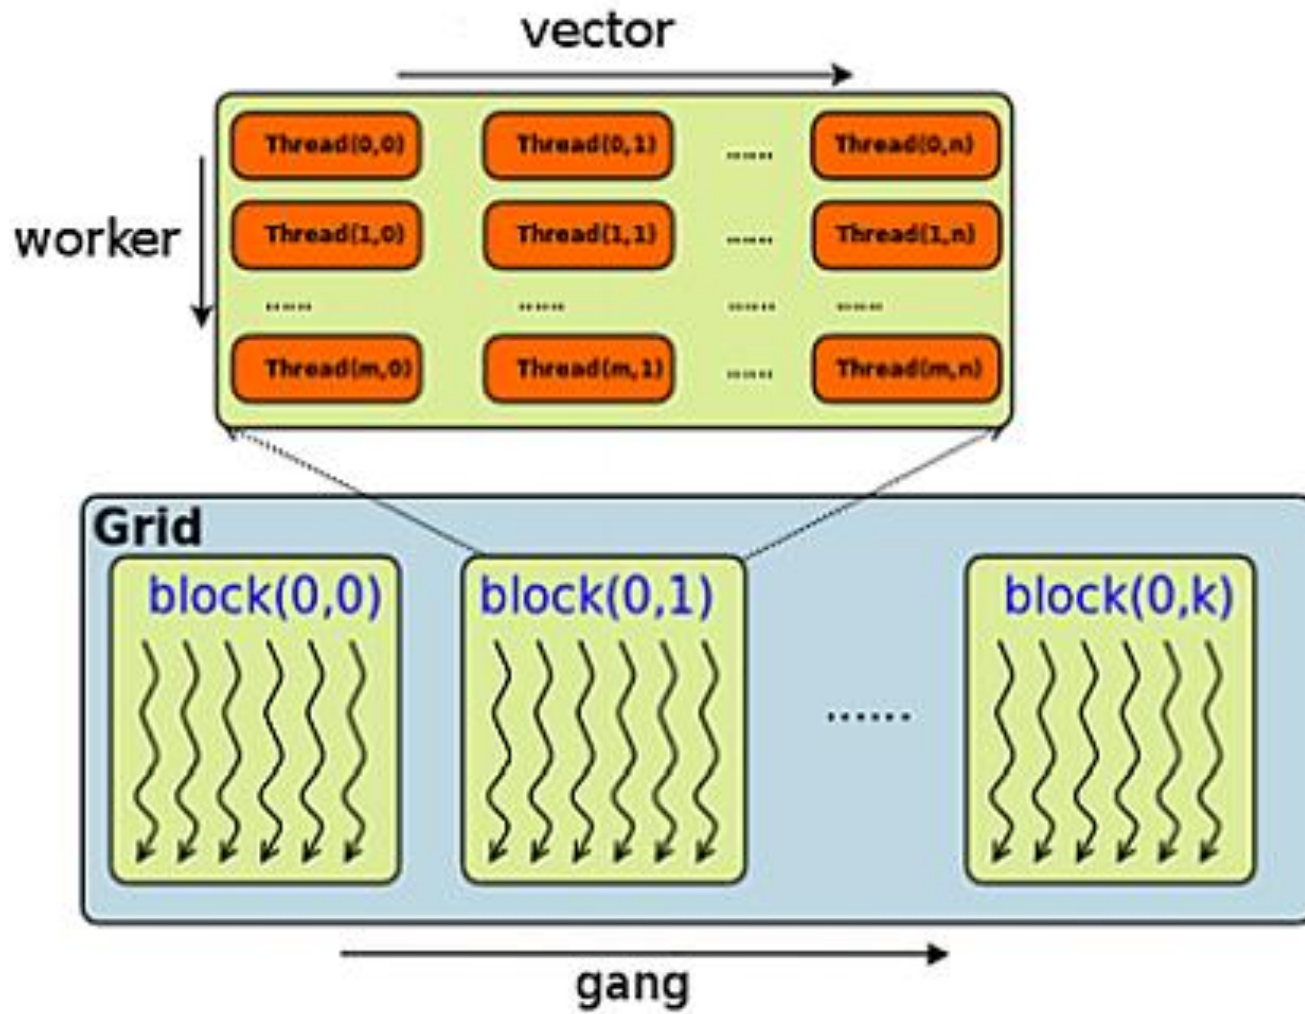 vector
Thread(0,0) Thread(0,1) ...... Thread(0,n)
worker
Thread(1,0) Thread(1,1) ...... Thread(1,n)
...... ...... ...... ......
Thread(m,0) Thread(m,1) ...... Thread(m,n)
Grid
block(0,0) block(0,1) block(0,k)
......
gang